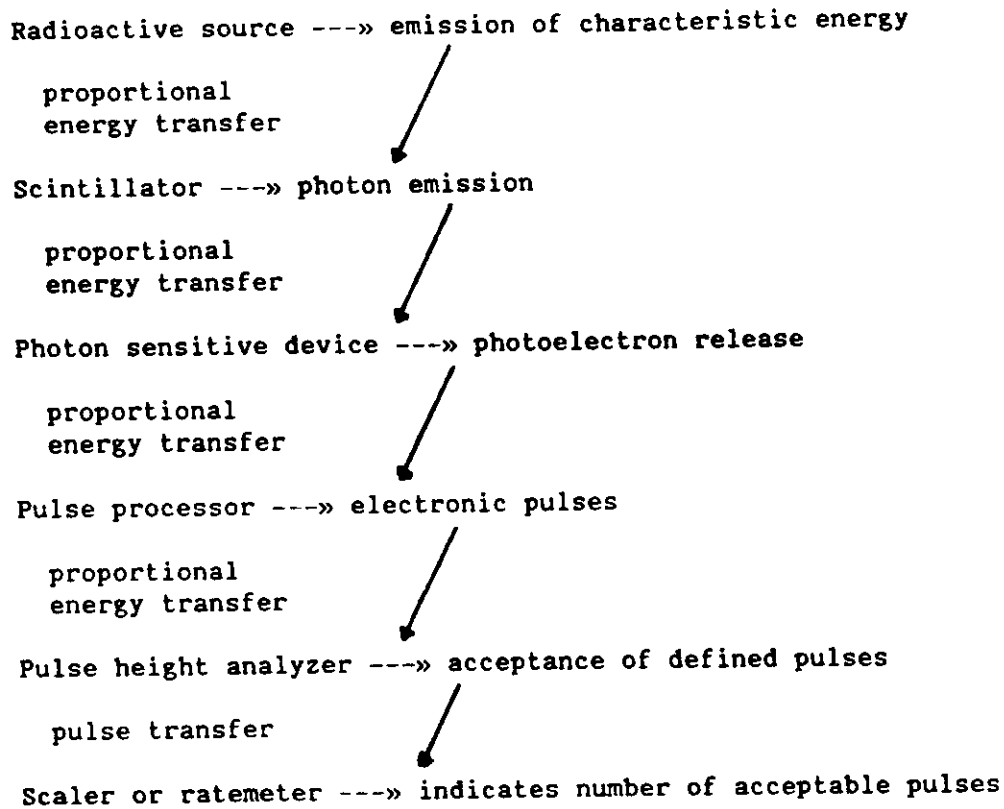 Radioactive source ---» emission of characteristic energy
proportional
energy transfer
Scintillator ---» photon emission
proportional
energy transfer
Photon sensitive device ---» photoelectron release
proportional
energy transfer
Pulse processor ---» electronic pulses
proportional
energy transfer
Pulse height analyzer ---» acceptance of defined pulses
pulse transfer
Scaler or ratemeter ---» indicates number of acceptable pulses